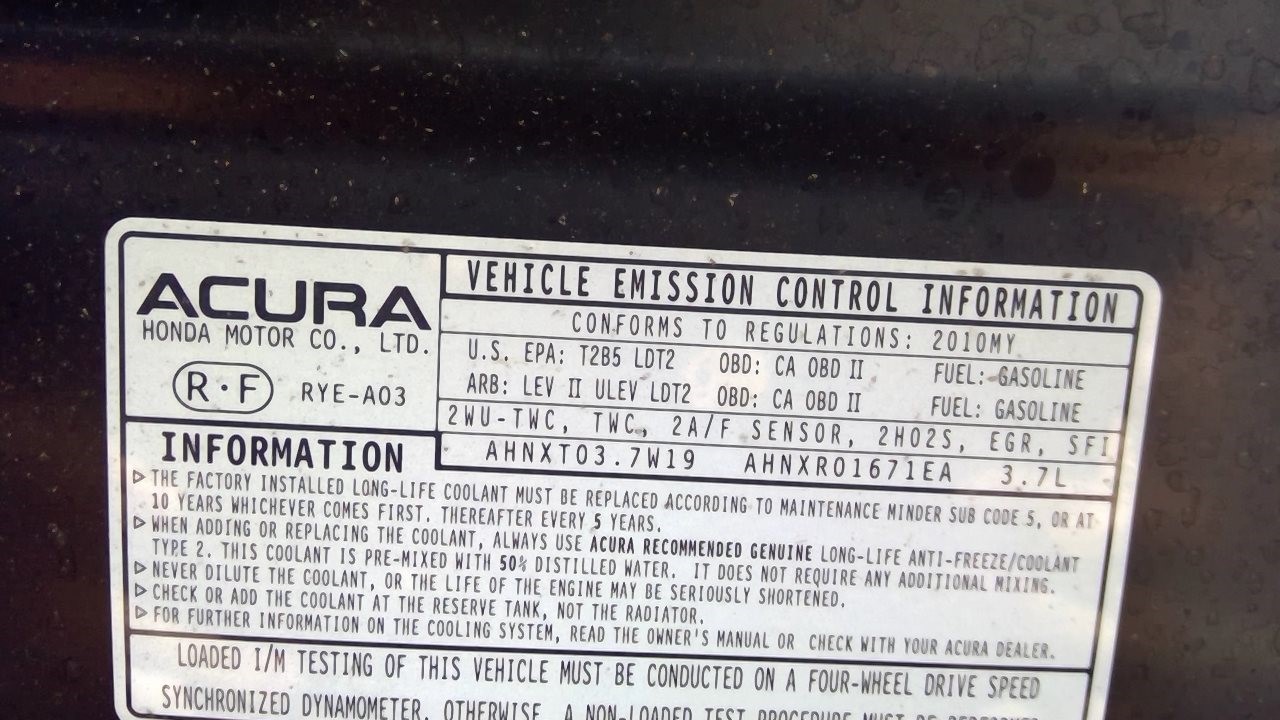 ACURA
HONDA MOTOR CO., LTD.
R·F RYE-A03
VEHICLE EMISSION CONTROL INFORMATION
CONFORMS TO REGULATIONS: 2010MY
U.S. EPA: T2B5 LDT2 OBD: CA OBD II FUEL: GASOLINE
ARB: LEV II ULEV LDT2 OBD: CA OBD II FUEL: GASOLINE
2WU-TWC, TWC, 2A/F SENSOR, 2HO2S, EGR, SFI
AHNXT03.7W19 AHNXR01671EA 3.7L
INFORMATION
▷ THE FACTORY INSTALLED LONG-LIFE COOLANT MUST BE REPLACED ACCORDING TO MAINTENANCE MINDER SUB CODE 5, OR AT
10 YEARS WHICHEVER COMES FIRST. THEREAFTER EVERY 5 YEARS.
▷ WHEN ADDING OR REPLACING THE COOLANT, ALWAYS USE ACURA RECOMMENDED GENUINE LONG-LIFE ANTI-FREEZE/COOLANT
TYPE 2. THIS COOLANT IS PRE-MIXED WITH 50% DISTILLED WATER. IT DOES NOT REQUIRE ANY ADDITIONAL MIXING.
▷ NEVER DILUTE THE COOLANT, OR THE LIFE OF THE ENGINE MAY BE SERIOUSLY SHORTENED.
▷ CHECK OR ADD THE COOLANT AT THE RESERVE TANK, NOT THE RADIATOR.
▷ FOR FURTHER INFORMATION ON THE COOLING SYSTEM, READ THE OWNER'S MANUAL OR CHECK WITH YOUR ACURA DEALER.
LOADED I/M TESTING OF THIS VEHICLE MUST BE CONDUCTED ON A FOUR-WHEEL DRIVE SPEED
SYNCHRONIZED DYNAMOMETER, OTHERWISE, A NON-LOADED TEST PROCEDURE MUST BE